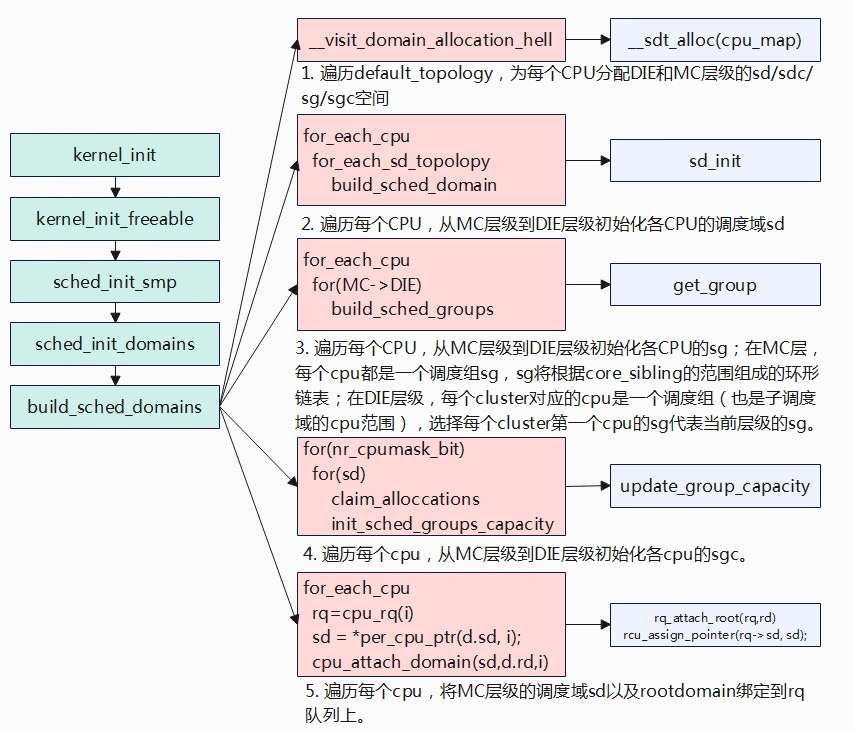 kernel_init
kernel_init_freeable
sched_init_smp
sched_init_domains
build_sched_domains
__visit_domain_allocation_hell
__sdt_alloc(cpu_map)
1. 遍历default_topology，为每个CPU分配DIE和MC层级的sd/sdc/
sg/sgc空间
for_each_cpu
for_each_sd_topolopy
build_sched_domain
sd_init
2. 遍历每个CPU，从MC层级到DIE层级初始化各CPU的调度域sd
for_each_cpu
for(MC->DIE)
build_sched_groups
get_group
3. 遍历每个CPU，从MC层级到DIE层级初始化各CPU的sg；在MC层，
每个cpu都是一个调度组sg，sg将根据core_sibling的范围组成的环形
链表；在DIE层级，每个cluster对应的cpu是一个调度组（也是子调度
域的cpu范围），选择每个cluster第一个cpu的sg代表当前层级的sg。
for(nr_cpumask_bit)
for(sd)
claim_alloccations
init_sched_groups_capacity
update_group_capacity
4. 遍历每个cpu，从MC层级到DIE层级初始化各cpu的sgc。
for_each_cpu
rq=cpu_rq(i)
sd = *per_cpu_ptr(d.sd, i);
cpu_attach_domain(sd,d.rd,i)
rq_attach_root(rq,rd)
rcu_assign_pointer(rq->sd, sd);
5. 遍历每个cpu，将MC层级的调度域sd以及rootdomain绑定到rq
队列上。